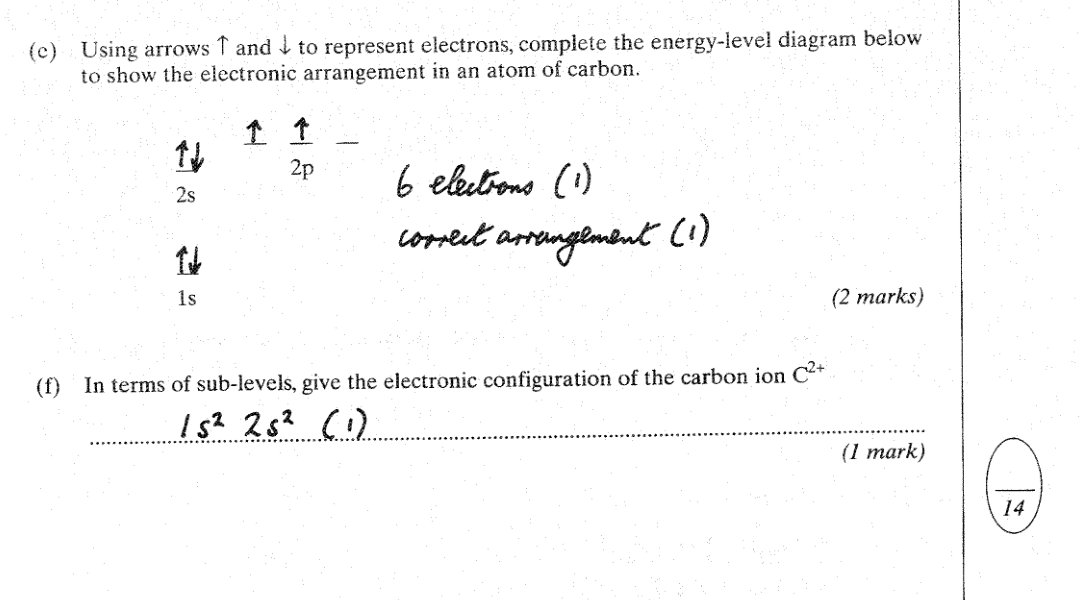 (c) Using arrows ↑ and ↓ to represent electrons, complete the energy-level diagram below
to show the electronic arrangement in an atom of carbon.
↑ ↑ _
↑↓
2p
2s
6 electrons (1)
correct arrangement (1)
↑↓
1s
(2 marks)
(f) In terms of sub-levels, give the electronic configuration of the carbon ion C²⁺
1s² 2s² (1)
(1 mark)
14